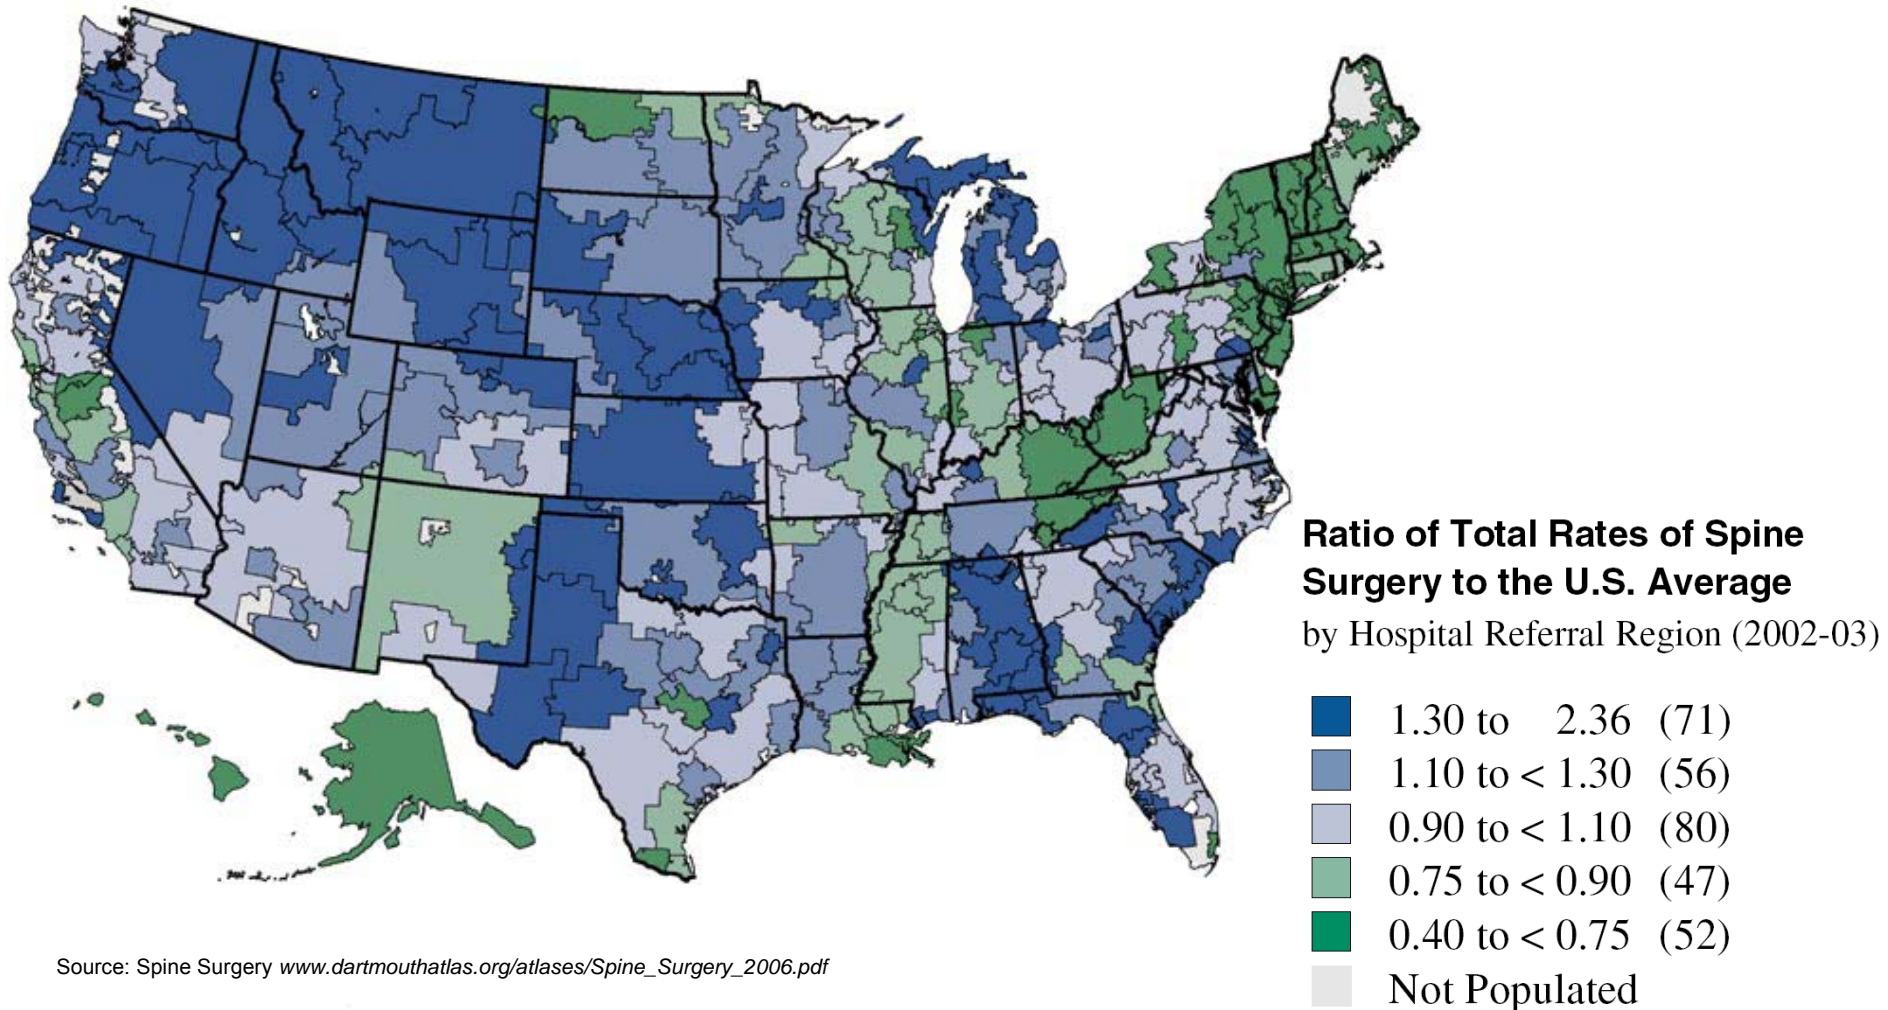 Ratio of Total Rates of Spine
Surgery to the U.S. Average
by Hospital Referral Region (2002-03)
1.30 to 2.36 (71)
1.10 to < 1.30 (56)
0.90 to < 1.10 (80)
0.75 to < 0.90 (47)
0.40 to < 0.75 (52)
Not Populated
Source: Spine Surgery www.dartmouthatlas.org/atlases/Spine_Surgery_2006.pdf